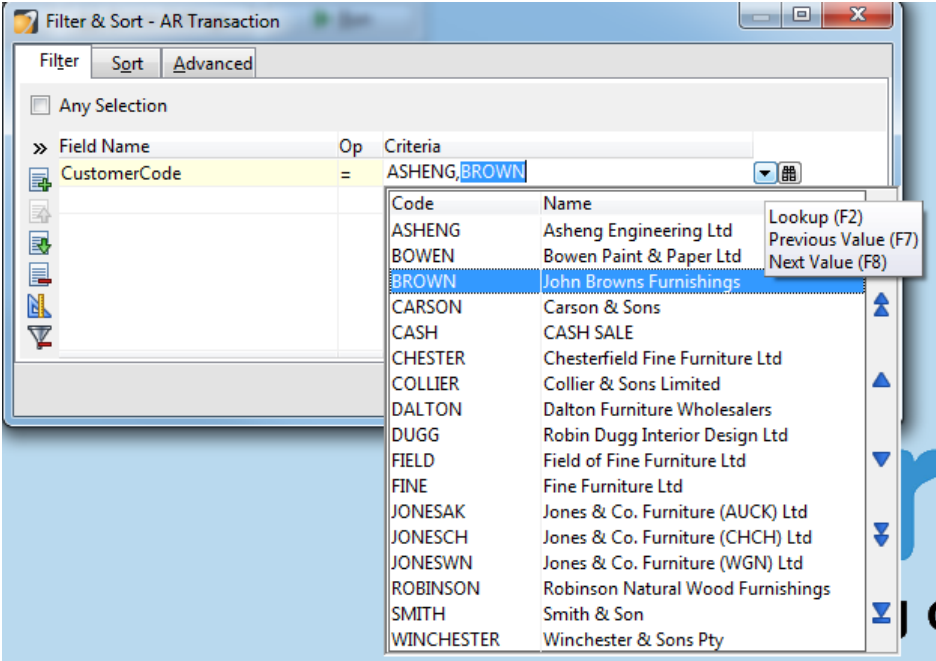 Filter & Sort - AR Transaction
Filter Sort Advanced
Any Selection
» Field Name Op Criteria
CustomerCode = ASHENG,BROWN
Code Name
Lookup (F2)
Previous Value (F7)
Next Value (F8)
ASHENG Asheng Engineering Ltd
BOWEN Bowen Paint & Paper Ltd
BROWN John Browns Furnishings
CARSON Carson & Sons
CASH CASH SALE
CHESTER Chesterfield Fine Furniture Ltd
COLLIER Collier & Sons Limited
DALTON Dalton Furniture Wholesalers
DUGG Robin Dugg Interior Design Ltd
FIELD Field of Fine Furniture Ltd
FINE Fine Furniture Ltd
JONESAK Jones & Co. Furniture (AUCK) Ltd
JONESCH Jones & Co. Furniture (CHCH) Ltd
JONESWN Jones & Co. Furniture (WGN) Ltd
ROBINSON Robinson Natural Wood Furnishings
SMITH Smith & Son
WINCHESTER Winchester & Sons Pty